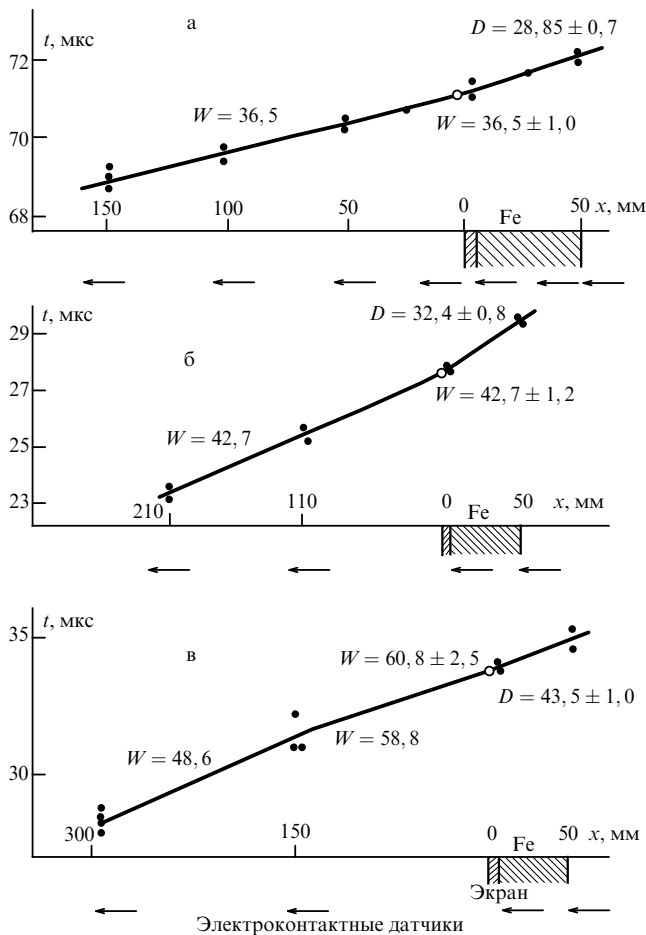 а
t, мкс
D = 28,85 ± 0,7
72
W = 36,5
W = 36,5 ± 1,0
70
68
150
100
50
0
Fe
50 x, мм
t, мкс
D = 32,4 ± 0,8
29
б
27
W = 42,7 ± 1,2
W = 42,7
25
23
210
110
0
Fe
50 x, мм
t, мкс
35
в
W = 60,8 ± 2,5
D = 43,5 ± 1,0
W = 48,6
W = 58,8
30
300
150
0
Fe
50 x, мм
Экран
Электроконтактные датчики